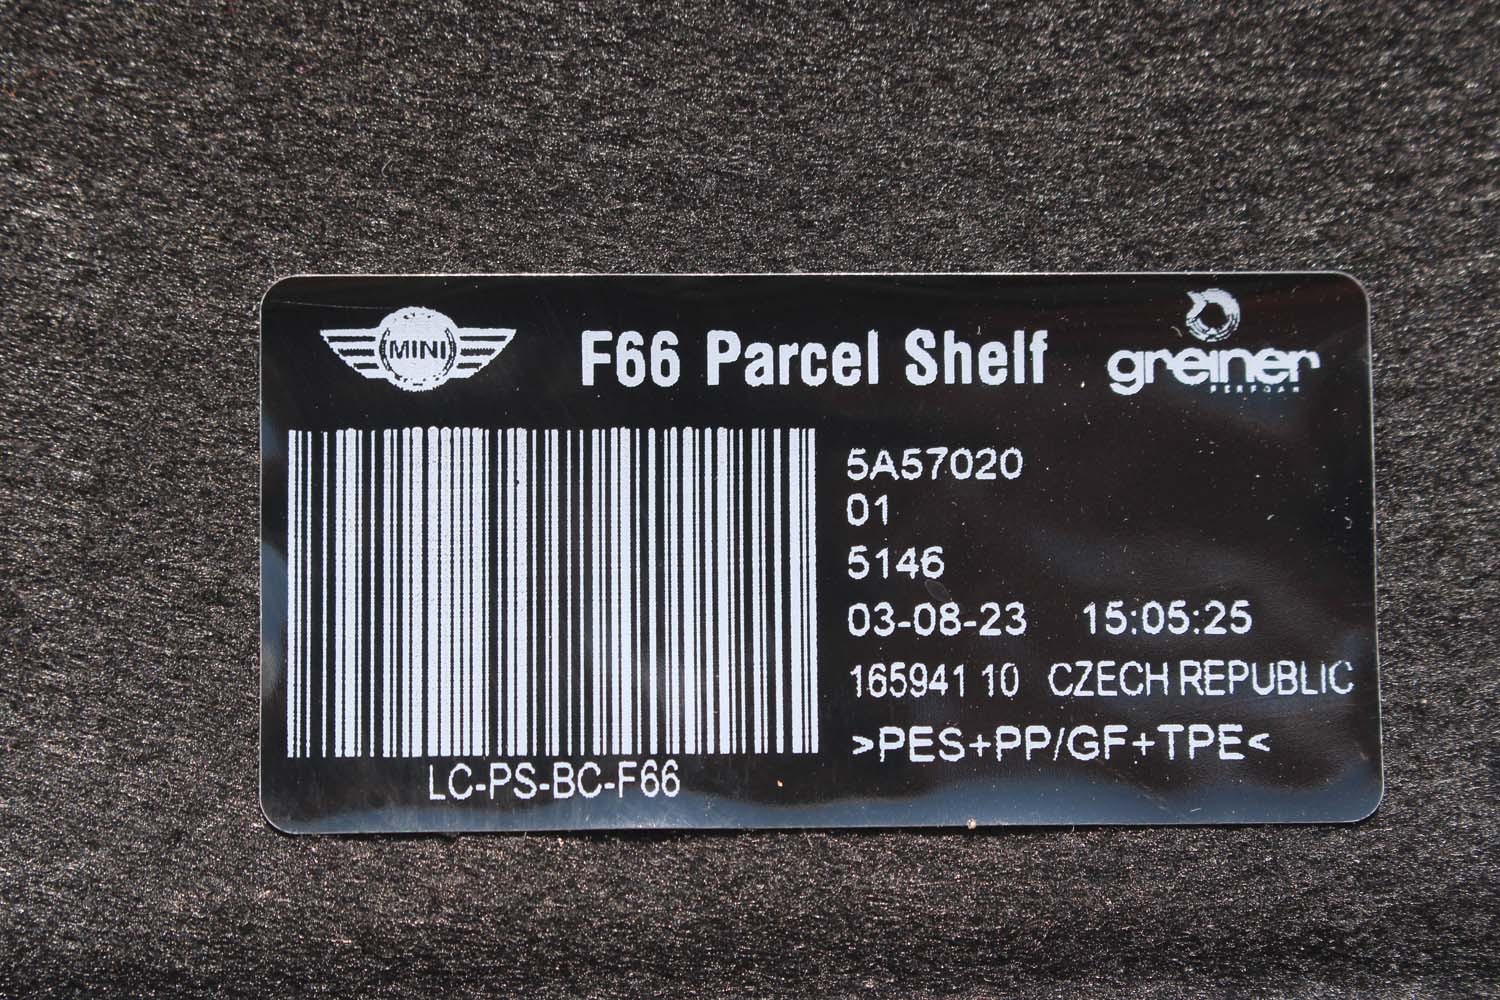 MINI
F66 Parcel Shelf
greiner
PERFOAM
5A57020
01
5146
03-08-23 15:05:25
165941 10 CZECH REPUBLIC
>PES+PP/GF+TPE<
LC-PS-BC-F66